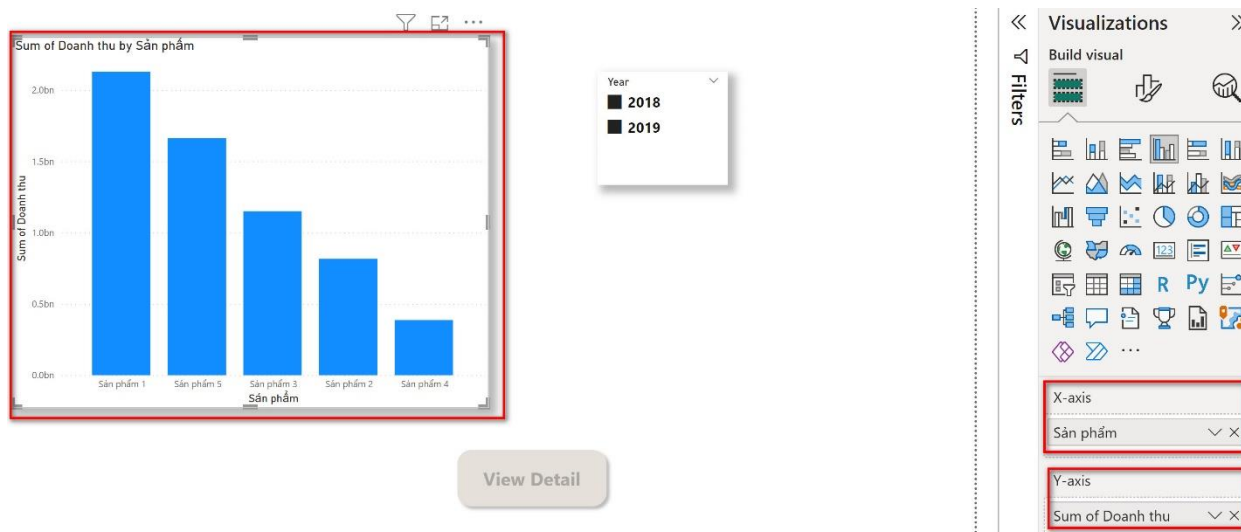 Sum of Doanh thu by Sản phẩm
2.0bn
1.5bn
1.0bn
0.5bn
0.0bn
Sum of Doanh thu
Sản phẩm 1 Sản phẩm 5 Sản phẩm 3 Sản phẩm 2 Sản phẩm 4
Sản phẩm
Year
2018
2019
View Detail
Filters
Visualizations
Build visual
123
R Py
X-axis
Sản phẩm
Y-axis
Sum of Doanh thu